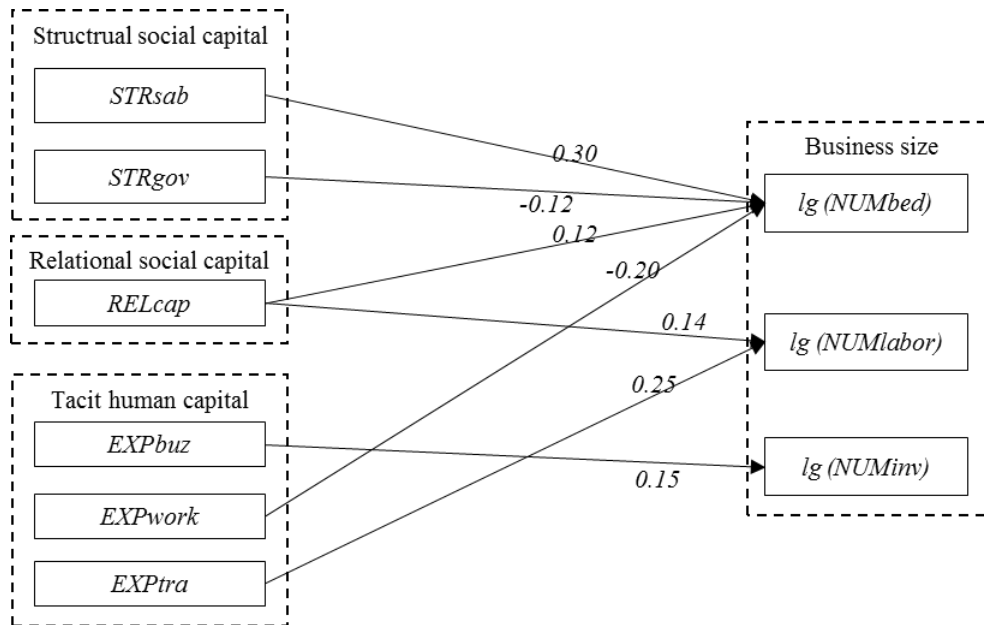 Structrual social capital
STRsab
STRgov
Relational social capital
RELcap
Tacit human capital
EXPbuz
EXPwork
EXPtra
0.30
-0.12
0.12
-0.20
0.14
0.25
0.15
Business size
lg (NUMbed)
lg (NUMlabor)
lg (NUMinv)